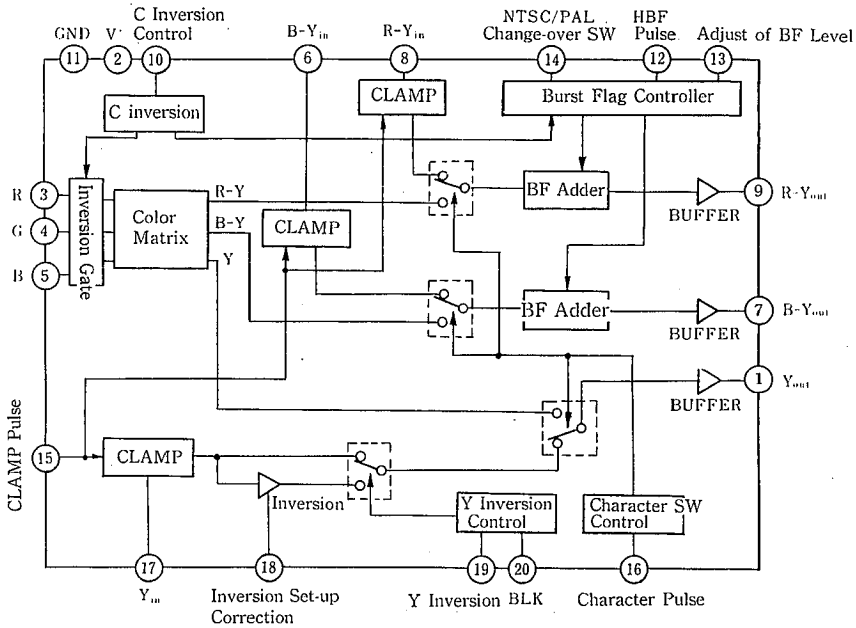 C Inversion
Control
GND
V
B-Yin
R-Yin
NTSC/PAL
Change-over SW
HBF
Pulse
Adjust of BF Level
11
2
10
6
8
14
12
13
CLAMP
Burst Flag Controller
C inversion
R
3
G
4
B
5
Inversion Gate
Color
Matrix
R-Y
B-Y
Y
CLAMP
BF Adder
BUFFER
9
R-Yout
BF Adder
BUFFER
7
B-Yout
BUFFER
1
Yout
CLAMP Pulse
15
CLAMP
Inversion
Y Inversion
Control
Character SW
Control
17
18
19
20
16
Yin
Inversion Set-up
Correction
Y Inversion
BLK
Character Pulse